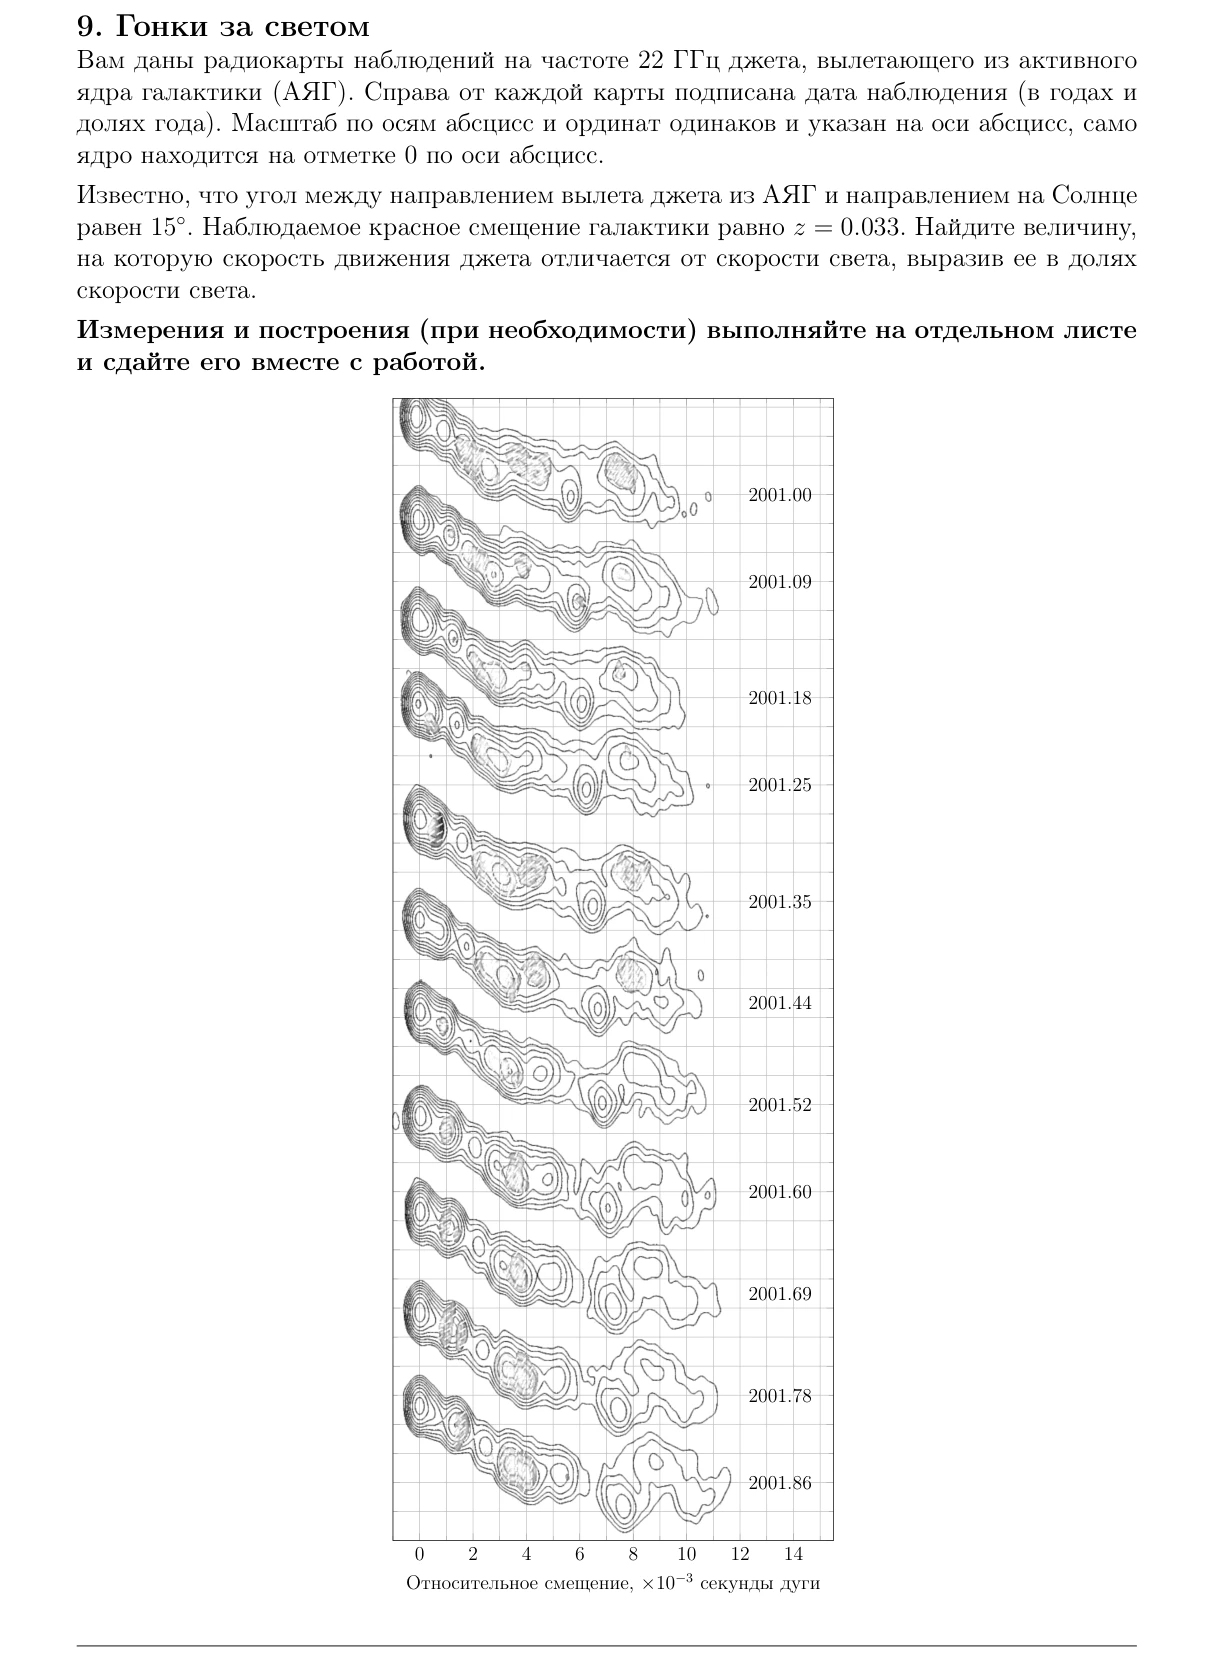 9. Гонки за светом
Вам даны радиокарты наблюдений на частоте 22 ГГц джета, вылетающего из активного
ядра галактики (АЯГ). Справа от каждой карты подписана дата наблюдения (в годах и
долях года). Масштаб по осям абсцисс и ординат одинаков и указан на оси абсцисс, само
ядро находится на отметке 0 по оси абсцисс.
Известно, что угол между направлением вылета джета из АЯГ и направлением на Солнце
равен 15°. Наблюдаемое красное смещение галактики равно z = 0.033. Найдите величину,
на которую скорость движения джета отличается от скорости света, выразив ее в долях
скорости света.
Измерения и построения (при необходимости) выполняйте на отдельном листе
и сдайте его вместе с работой.
2001.00
2001.09
2001.18
2001.25
2001.35
2001.44
2001.52
2001.60
2001.69
2001.78
2001.86
0 2 4 6 8 10 12 14
Относительное смещение, ×10⁻³ секунды дуги